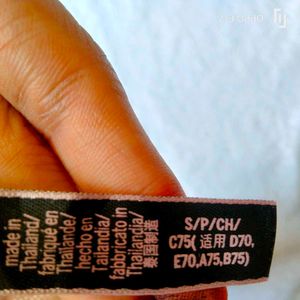 made in
Thailand/
fabriqué en
Thaïlande/
hecho en
Tailandia/
fabbricato in
Thailandia/
泰国制造
S/P/CH/
C75( 适用 D70,
E70,A75,B75)